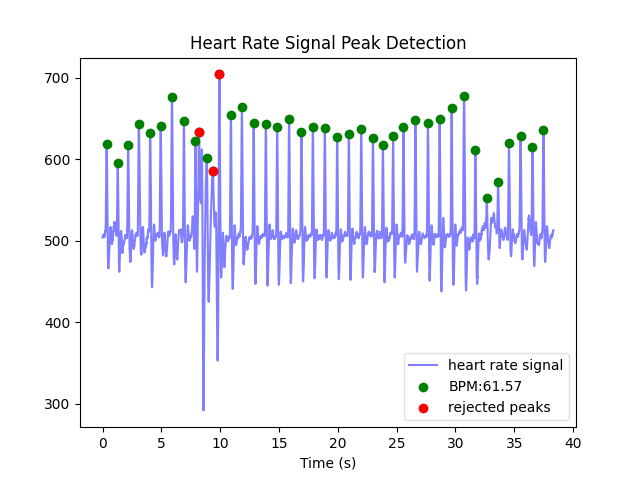 Heart Rate Signal Peak Detection
700
600
500
400
300
heart rate signal
BPM:61.57
rejected peaks
0 5 10 15 20 25 30 35 40
Time (s)